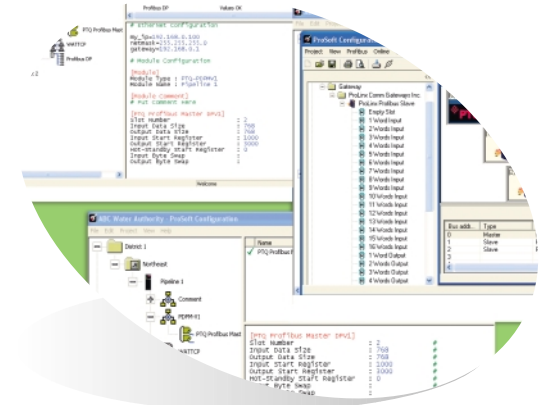 Profibus DP
Values OK
PTQ Profibus Mast
WATTCP
Profibus DP
# Ethernet Configuration
my_ip=192.168.0.100
netmask=255.255.255.0
gateway=192.168.0.1
# Module Configuration
[Module]
Module Type : PTQ-PDPMV1
Module Name : Pipeline 1
[Module Comment]
# Put Comment Here
[PTQ Profibus Master DPV1]
Slot Number : 2
Input Data Size : 768
Output Data Size : 768
Input Start Register : 1000
Output Start Register : 3000
Hot-Standby Start Register : 0
Input Byte Swap :
Output Byte Swap :
Welcome
ProSoft Configurat
Project New Profibus Online
Gateway
ProLinx Comm Gateways Inc.
ProLinx Profibus Slave
Empty Slot
1 Word Input
2 Words Input
3 Words Input
4 Words Input
5 Words Input
6 Words Input
7 Words Input
8 Words Input
9 Words Input
10 Words Input
11 Words Input
12 Words Input
13 Words Input
14 Words Input
15 Words Input
16 Words Input
1 Word Output
2 Words Output
3 Words Output
4 Words Output
Bus addr... Type
0 Master
1 Slave
2 Slave
3
4
ABC Water Authority - ProSoft Configuration
File Edit Project View Help
District 1
Northeast
Pipeline 1
Comment
PDPM-V1
PTQ Profibus Mast
WATTCP
Name
PTQ Profibus
[PTQ Profibus Master DPV1]
Slot Number : 2 #
Input Data Size : 768 #
Output Data Size : 768 #
Input Start Register : 1000 #
Output Start Register : 3000 #
Hot-Standby Start Register : 0 #
Input Byte Swap : #